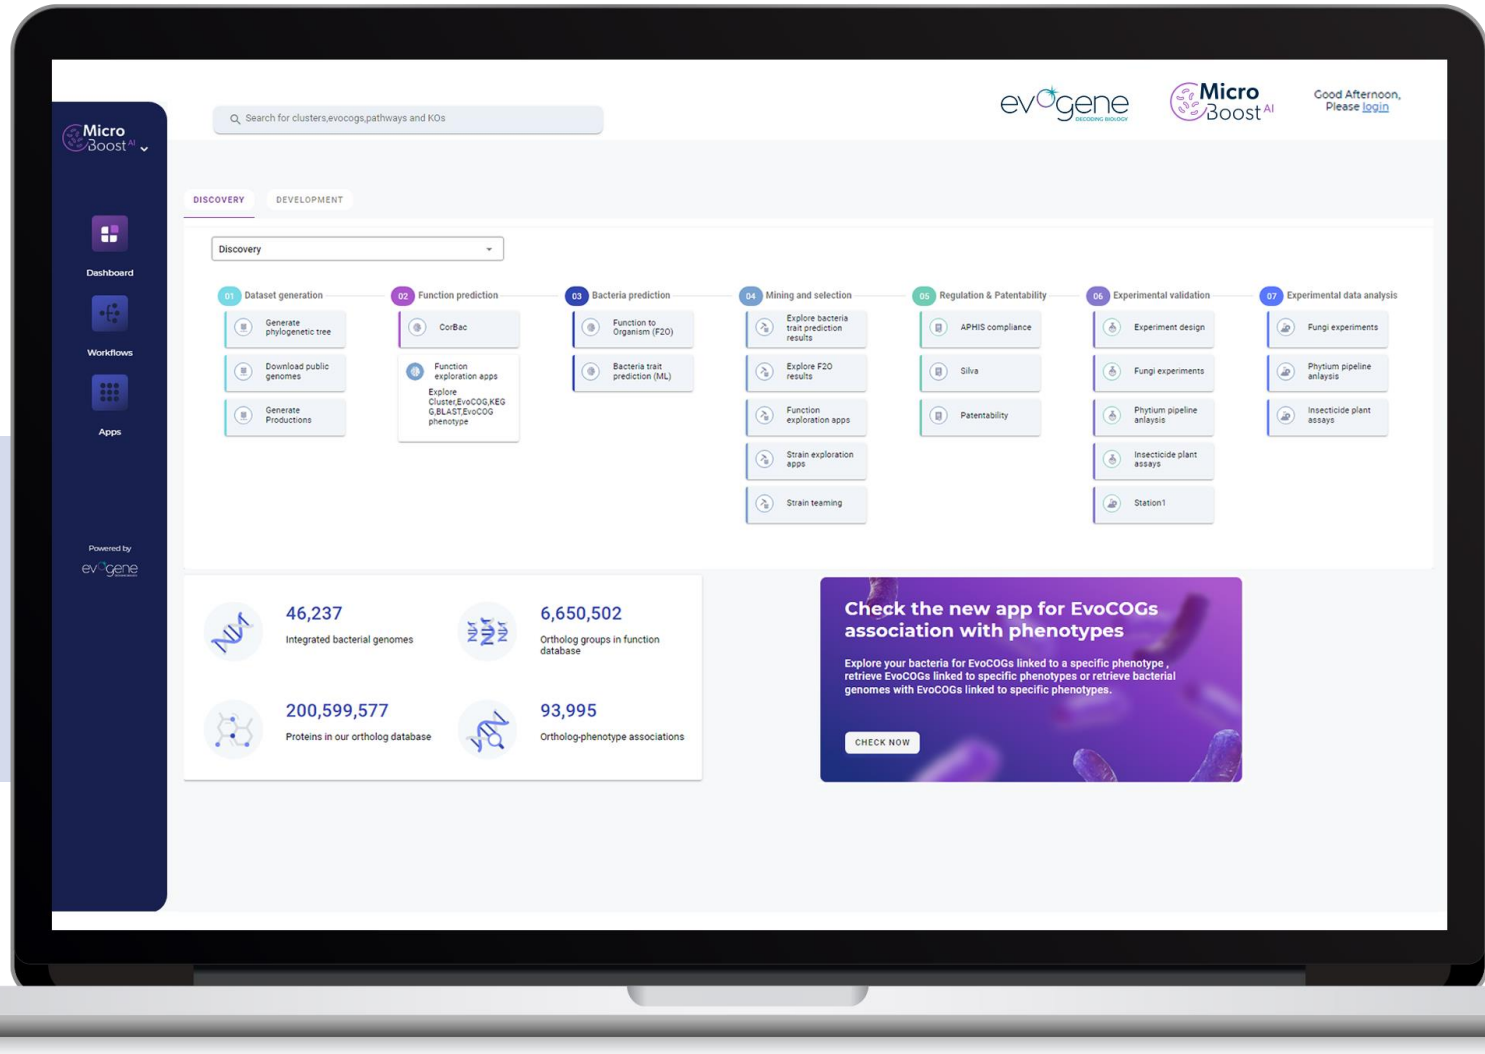 Micro
Boost AI
Search for clusters,evocogs,pathways and KOs
evogene
DECODING BIOLOGY
Micro
Boost AI
Good Afternoon,
Please login
Dashboard
Workflows
Apps
Powered by
evogene
DISCOVERY
DEVELOPMENT
Discovery
01 Dataset generation
Generate
phylogenetic tree
Download public
genomes
Generate
Productions
02 Function prediction
CorBac
Function
exploration apps
Explore
Cluster,EvoCOG,KEG
G,BLAST,EvoCOG
phenotype
03 Bacteria prediction
Function to
Organism (F2O)
Bacteria trait
prediction (ML)
04 Mining and selection
Explore bacteria
trait prediction
results
Explore F2O
results
Function
exploration apps
Strain exploration
apps
Strain teaming
05 Regulation & Patentability
APHIS compliance
Silva
Patentability
06 Experimental validation
Experiment design
Fungi experiments
Phytium pipeline
anlaysis
Insecticide plant
assays
Station1
07 Experimental data analysis
Fungi experiments
Phytium pipeline
anlaysis
Insecticide plant
assays
46,237
Integrated bacterial genomes
6,650,502
Ortholog groups in function
database
200,599,577
Proteins in our ortholog database
93,995
Ortholog-phenotype associations
Check the new app for EvoCOGs
association with phenotypes
Explore your bacteria for EvoCOGs linked to a specific phenotype ,
retrieve EvoCOGs linked to specific phenotypes or retrieve bacterial
genomes with EvoCOGs linked to specific phenotypes.
CHECK NOW